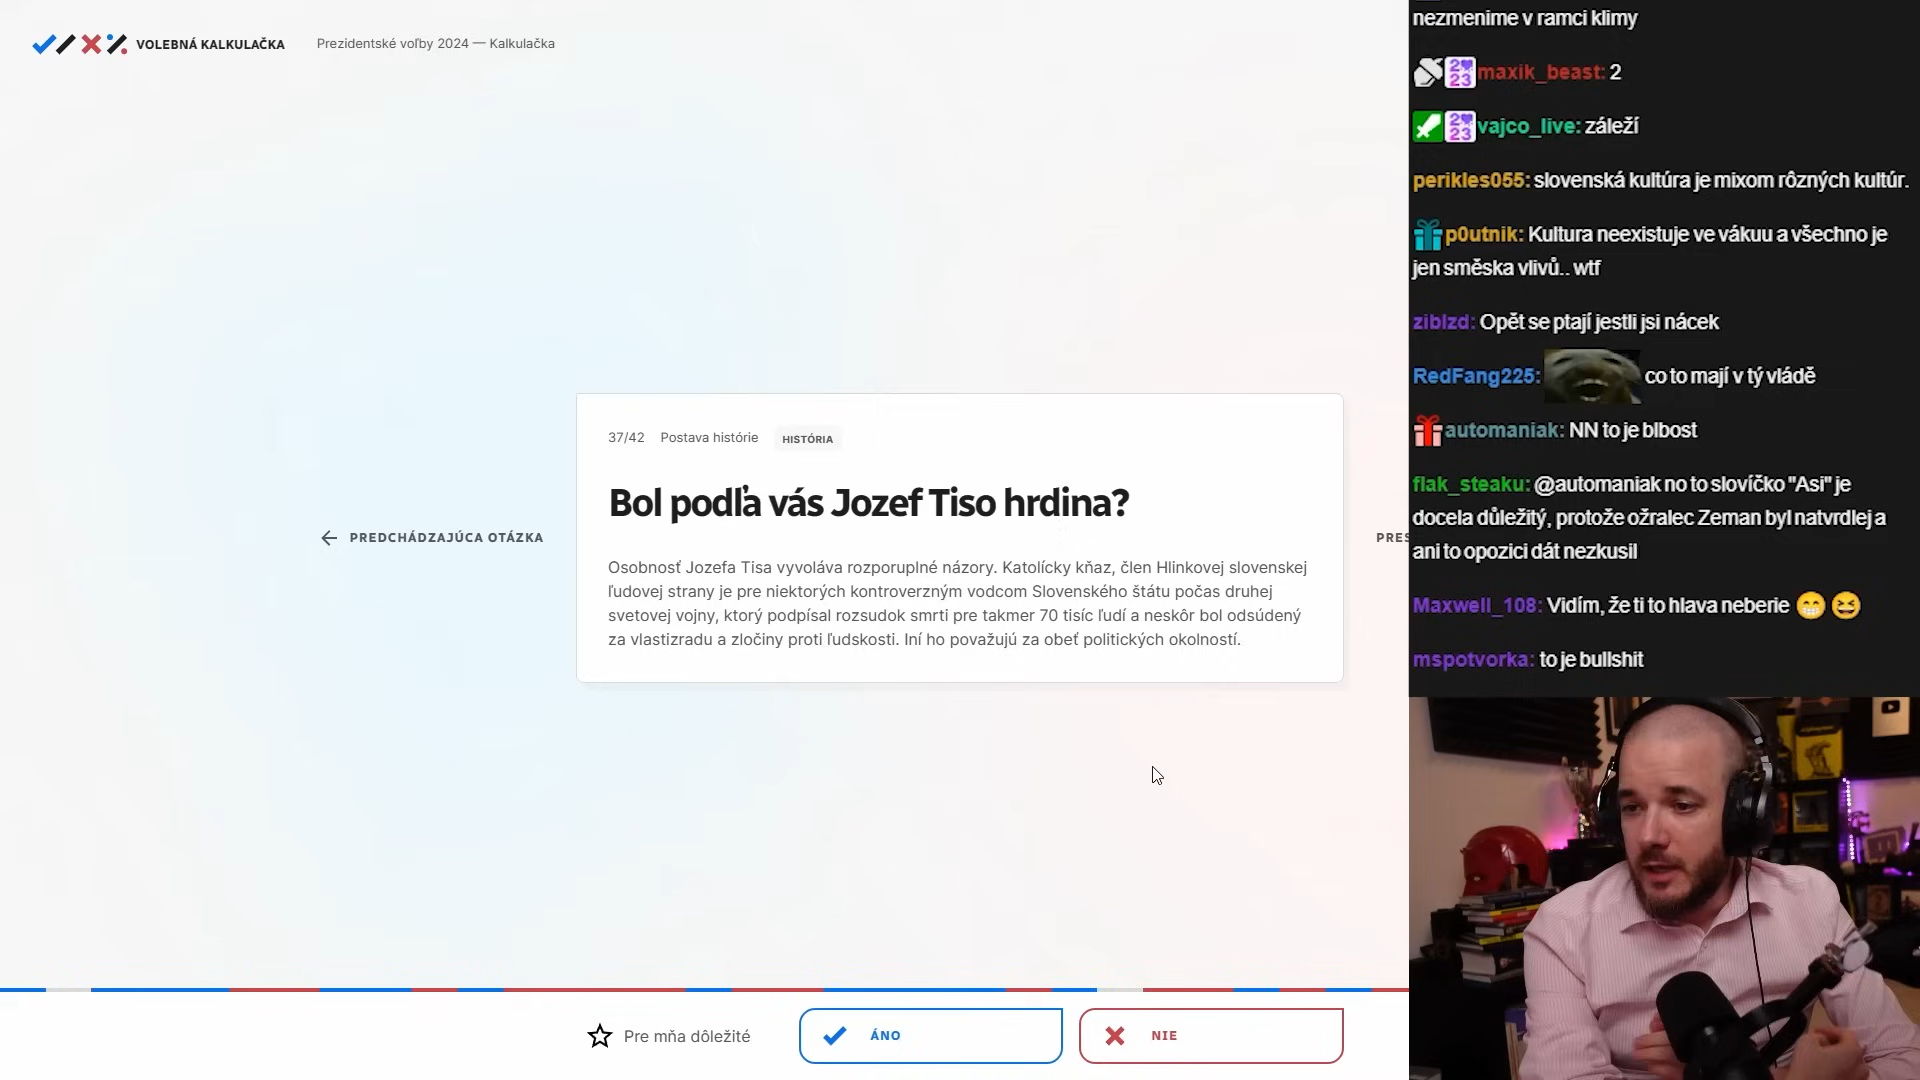 VOLEBNÁ KALKULAČKA
Prezidentské voľby 2024 — Kalkulačka
37/42 Postava histórie HISTÓRIA
Bol podľa vás Jozef Tiso hrdina?
Osobnosť Jozefa Tisa vyvoláva rozporuplné názory. Katolícky kňaz, člen Hlinkovej slovenskej
ľudovej strany je pre niektorých kontroverzným vodcom Slovenského štátu počas druhej
svetovej vojny, ktorý podpísal rozsudok smrti pre takmer 70 tisíc ľudí a neskôr bol odsúdený
za vlastizradu a zločiny proti ľudskosti. Iní ho považujú za obeť politických okolností.
PREDCHÁDZAJÚCA OTÁZKA
PRES
Pre mňa dôležité
ÁNO
NIE
nezmenime v ramci klimy
maxik_beast: 2
vajco_live: záleží
perikles055: slovenská kultúra je mixom rôzných kultúr.
p0utnik: Kultura neexistuje ve vákuu a všechno je
jen směska vlivů.. wtf
ziblzd: Opět se ptají jestli jsi nácek
RedFang225: co to mají v tý vládě
automaniak: NN to je blbost
flak_steaku: @automaniak no to slovíčko "Asi" je
docela důležitý, protože ožralec Zeman byl natvrdlej a
ani to opozici dát nezkusil
Maxwell_108: Vidím, že ti to hlava neberie 😁 😆
mspotvorka: to je bullshit